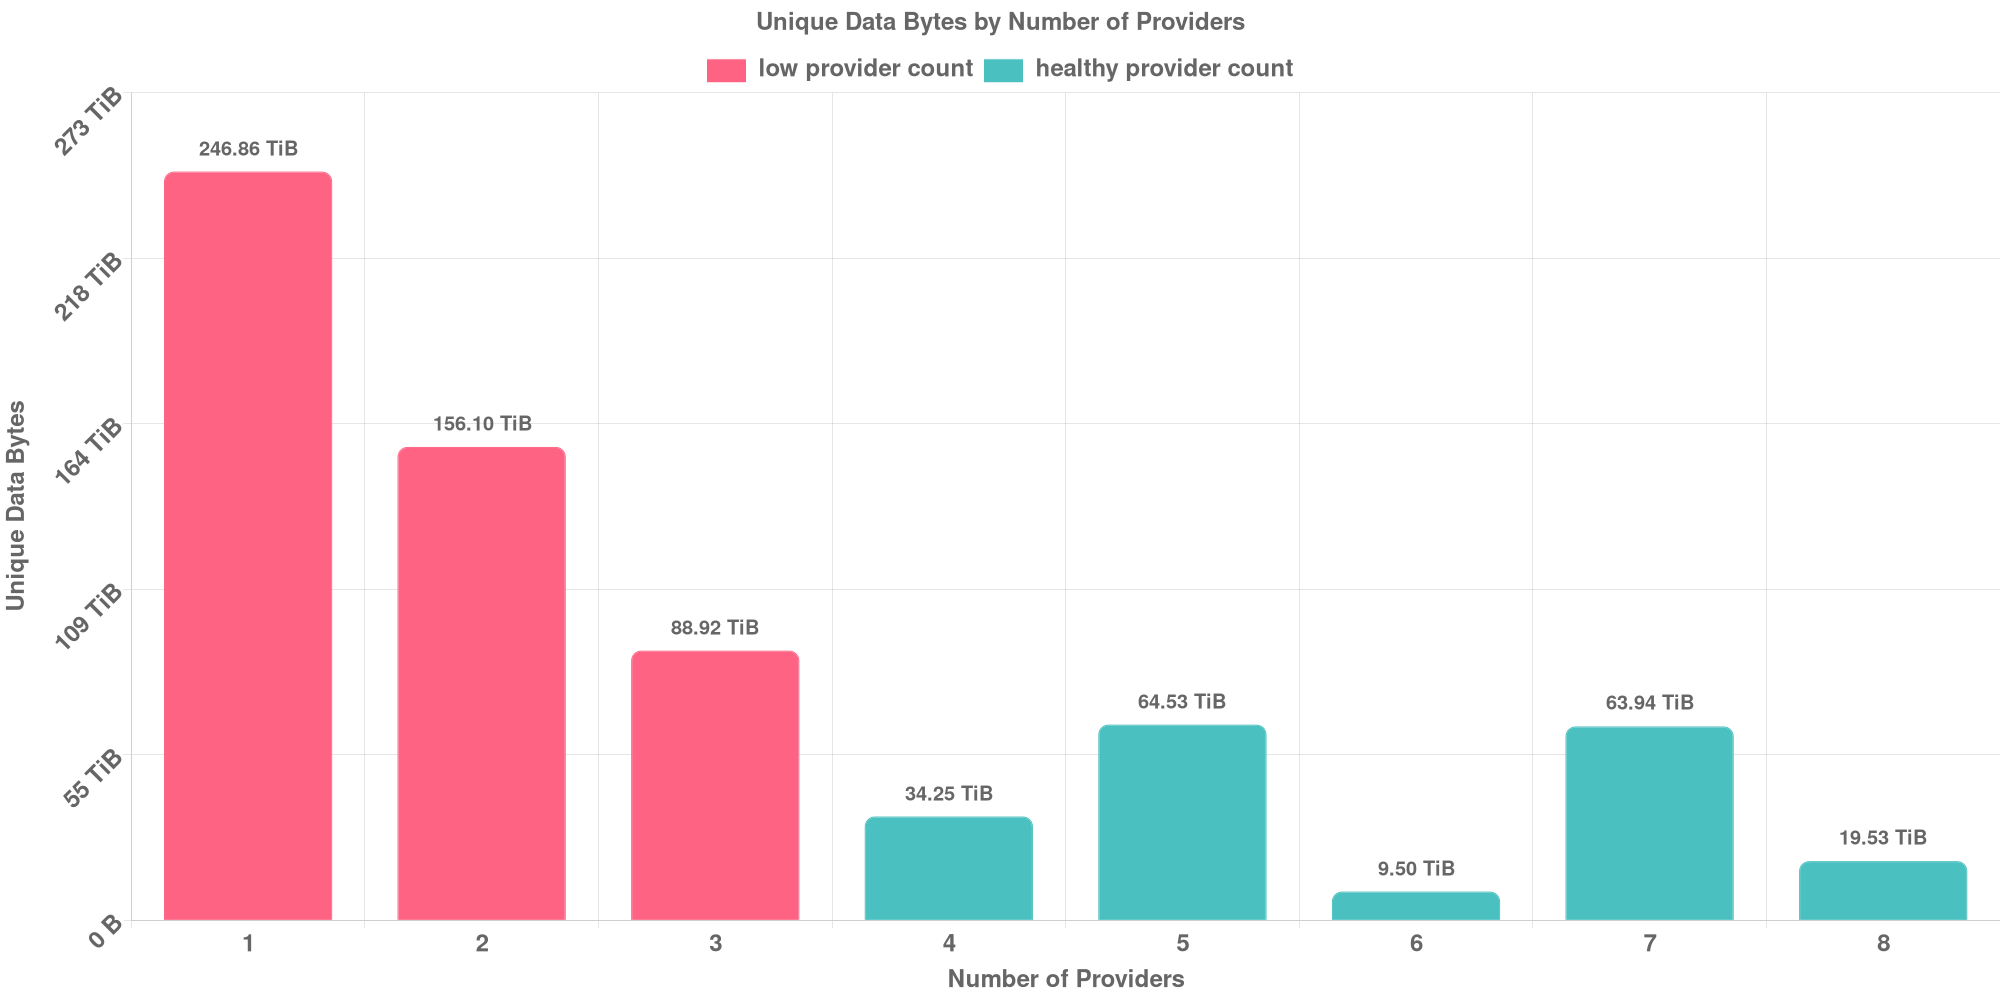 Unique Data Bytes by Number of Providers
low provider count healthy provider count
273 TiB
246.86 TiB
218 TiB
164 TiB
156.10 TiB
109 TiB
88.92 TiB
64.53 TiB
63.94 TiB
55 TiB
34.25 TiB
19.53 TiB
9.50 TiB
0 B
Unique Data Bytes
1 2 3 4 5 6 7 8
Number of Providers